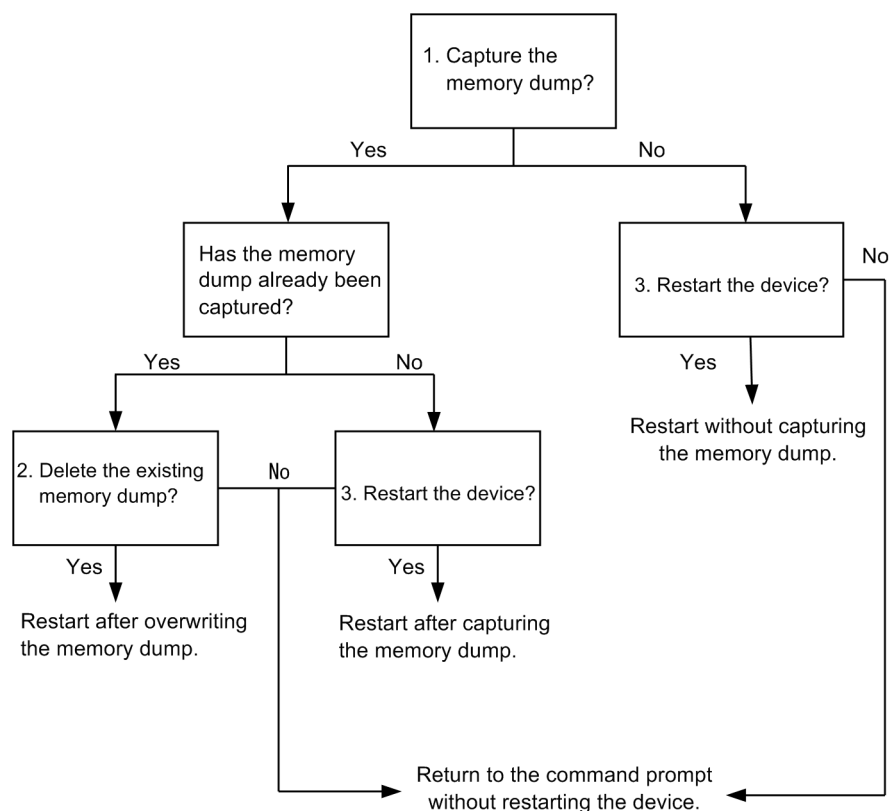 1. Capture the
memory dump?
Yes
No
Has the memory
dump already been
captured?
3. Restart the device?
No
Yes
No
Yes
Restart without capturing
the memory dump.
2. Delete the existing
memory dump?
No
3. Restart the device?
Yes
Yes
Restart after overwriting
the memory dump.
Restart after capturing
the memory dump.
Return to the command prompt
without restarting the device.